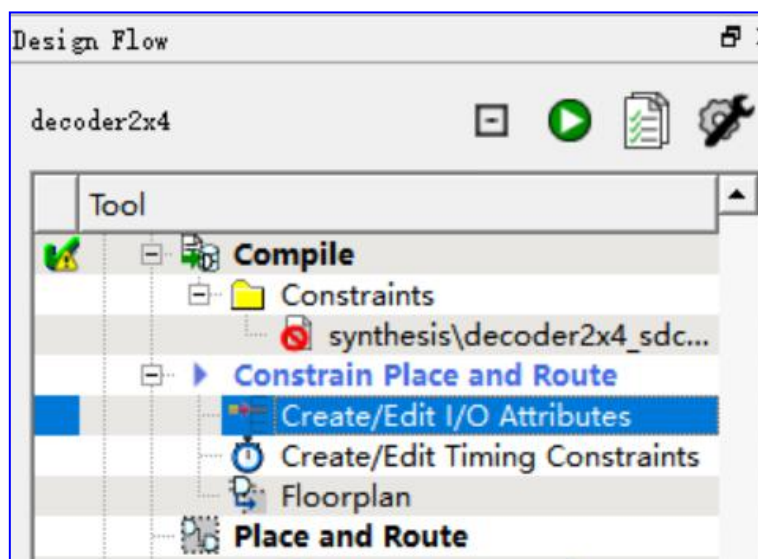 Design Flow
decoder2x4
Tool
Compile
Constraints
synthesis\decoder2x4_sdc...
Constrain Place and Route
Create/Edit I/O Attributes
Create/Edit Timing Constraints
Floorplan
Place and Route